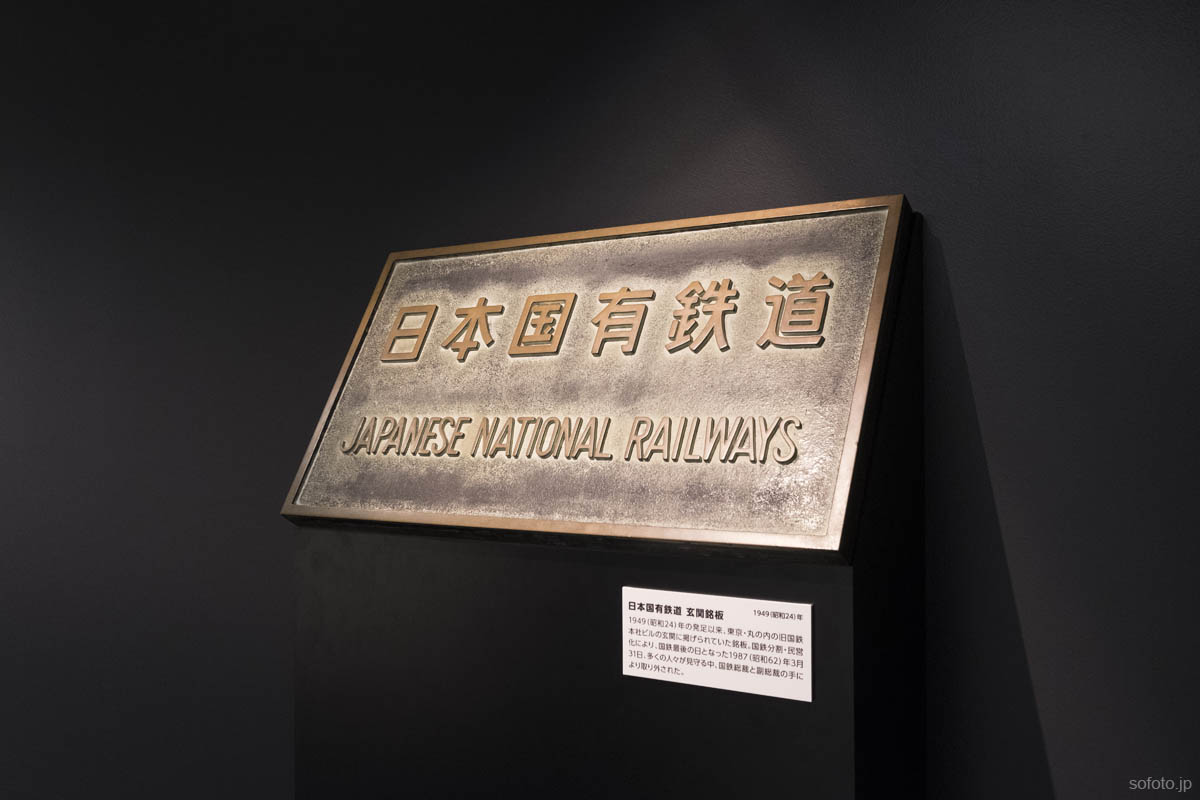 日本国有鉄道
JAPANESE NATIONAL RAILWAYS
日本国有鉄道 玄関銘板 1949(昭和24)年
1949(昭和24)年の発足以来、東京・丸の内の旧国鉄
本社ビルの玄関に掲げられていた銘板。国鉄分割・民営
化により、国鉄最後の日となった1987(昭和62)年3月
31日、多くの人々が見守る中、国鉄総裁と副総裁の手に
より取り外された。
sofoto.jp